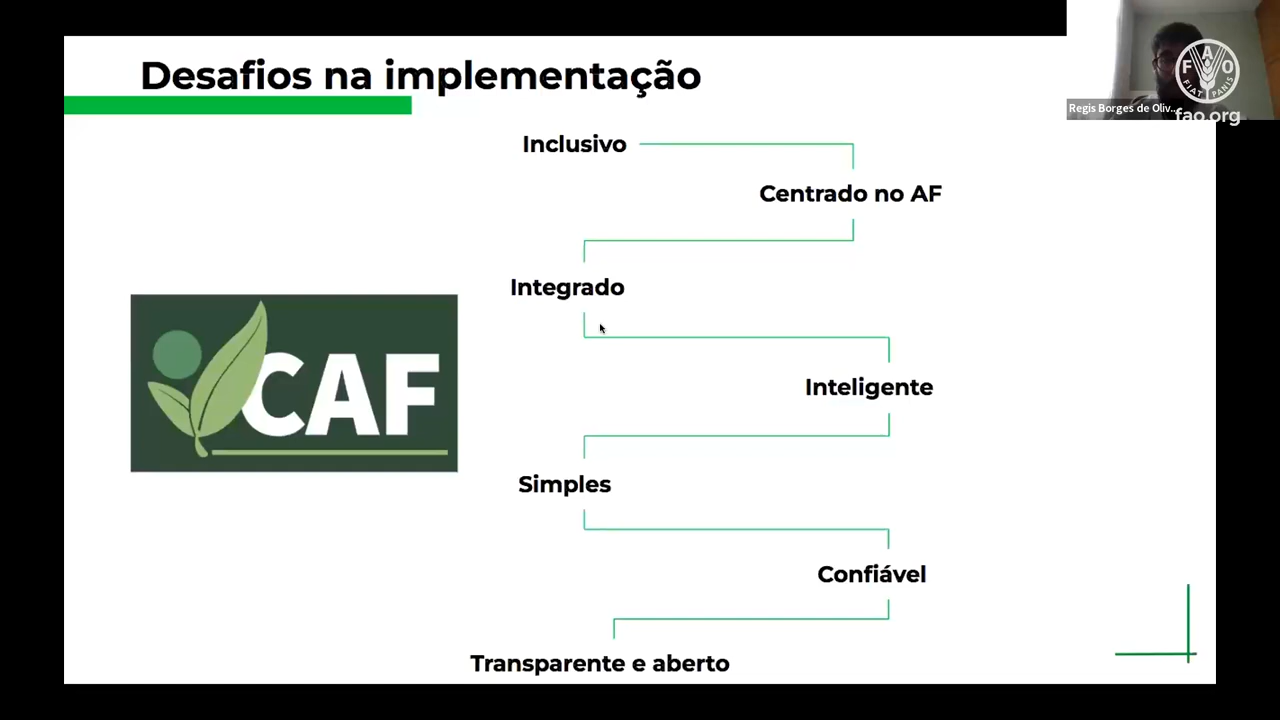 Desafios na implementação
Regis Borges de Oliv...
FAO
FIAT PANIS
fao.org
Inclusivo
Centrado no AF
Integrado
CAF
Inteligente
Simples
Confiável
Transparente e aberto